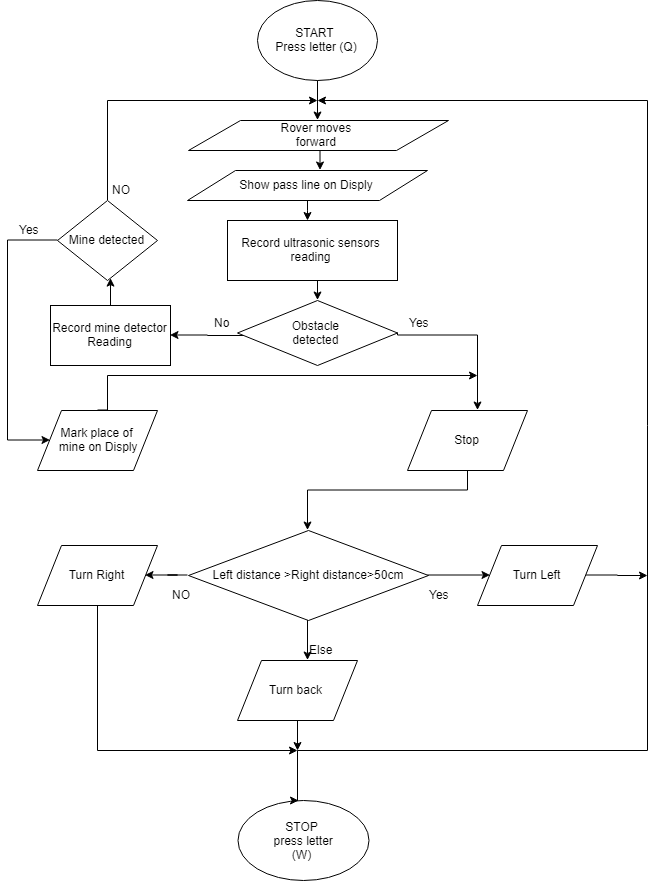 START
Press letter (Q)
Rover moves
forward
Show pass line on Disply
Record ultrasonic sensors
reading
NO
Yes
Mine detected
Record mine detector
Reading
No
Obstacle
detected
Yes
Mark place of
mine on Disply
Stop
Turn Right
NO
Left distance >Right distance>50cm
Yes
Turn Left
Else
Turn back
STOP
press letter
(W)